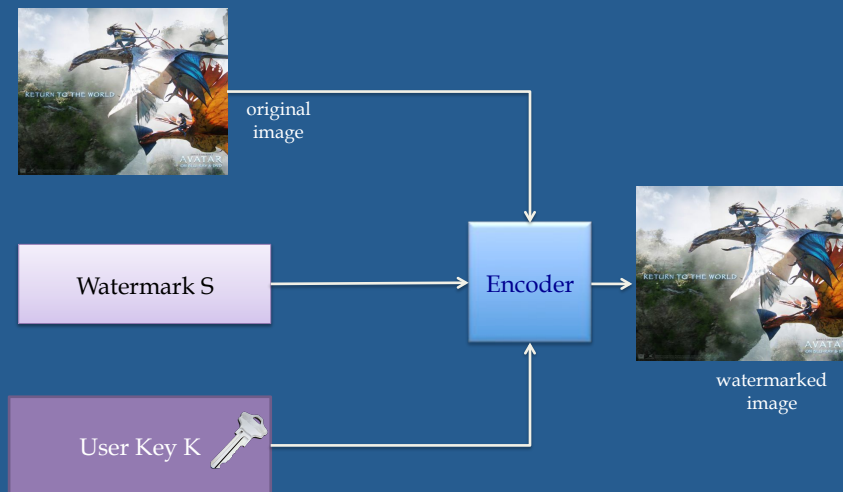 RETURN TO THE WORLD
AVATAR
original
image
Watermark S
Encoder
RETURN TO THE WORLD
AVATAR
watermarked
image
User Key K